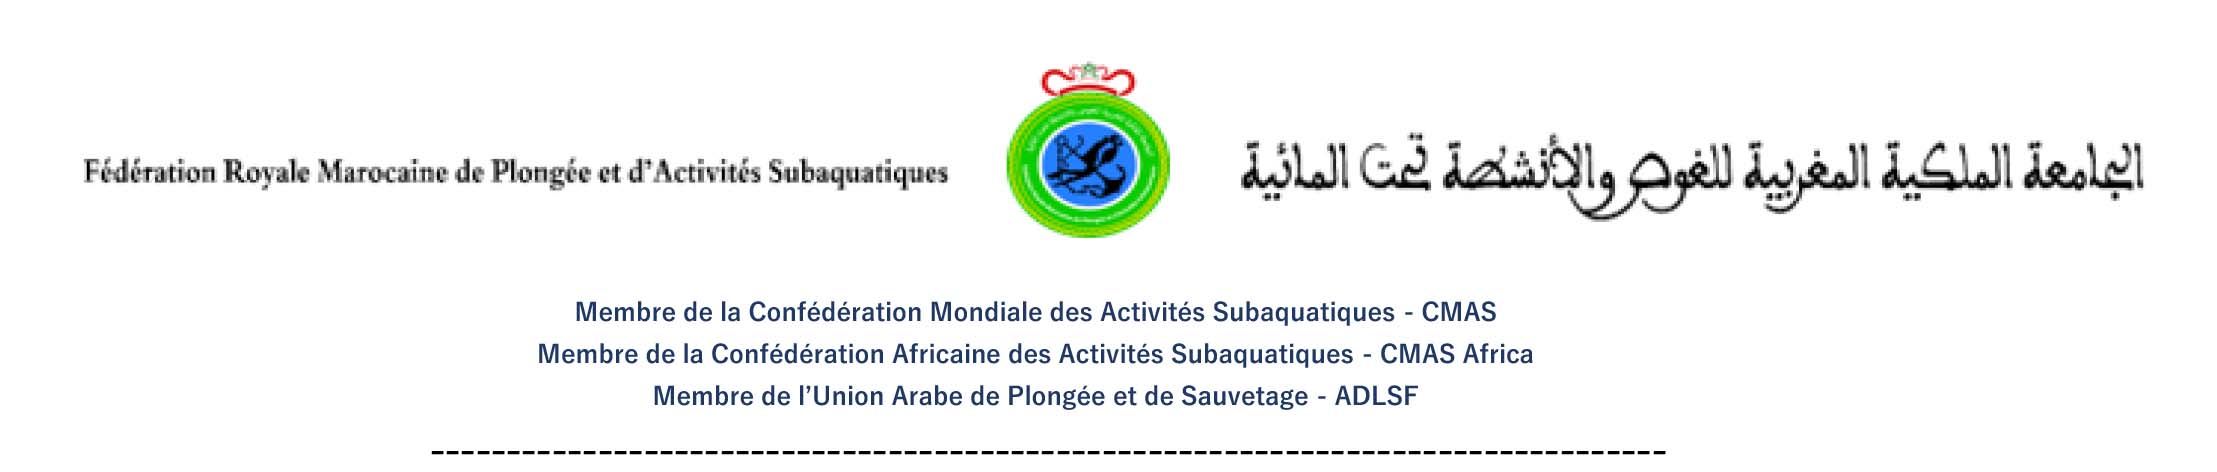 Fédération Royale Marocaine de Plongée et d'Activités Subaquatiques
الجامعة الملكية المغربية للغوص والأنشطة تحت المائية
Membre de la Confédération Mondiale des Activités Subaquatiques - CMAS
Membre de la Confédération Africaine des Activités Subaquatiques - CMAS Africa
Membre de l’Union Arabe de Plongée et de Sauvetage - ADLSF